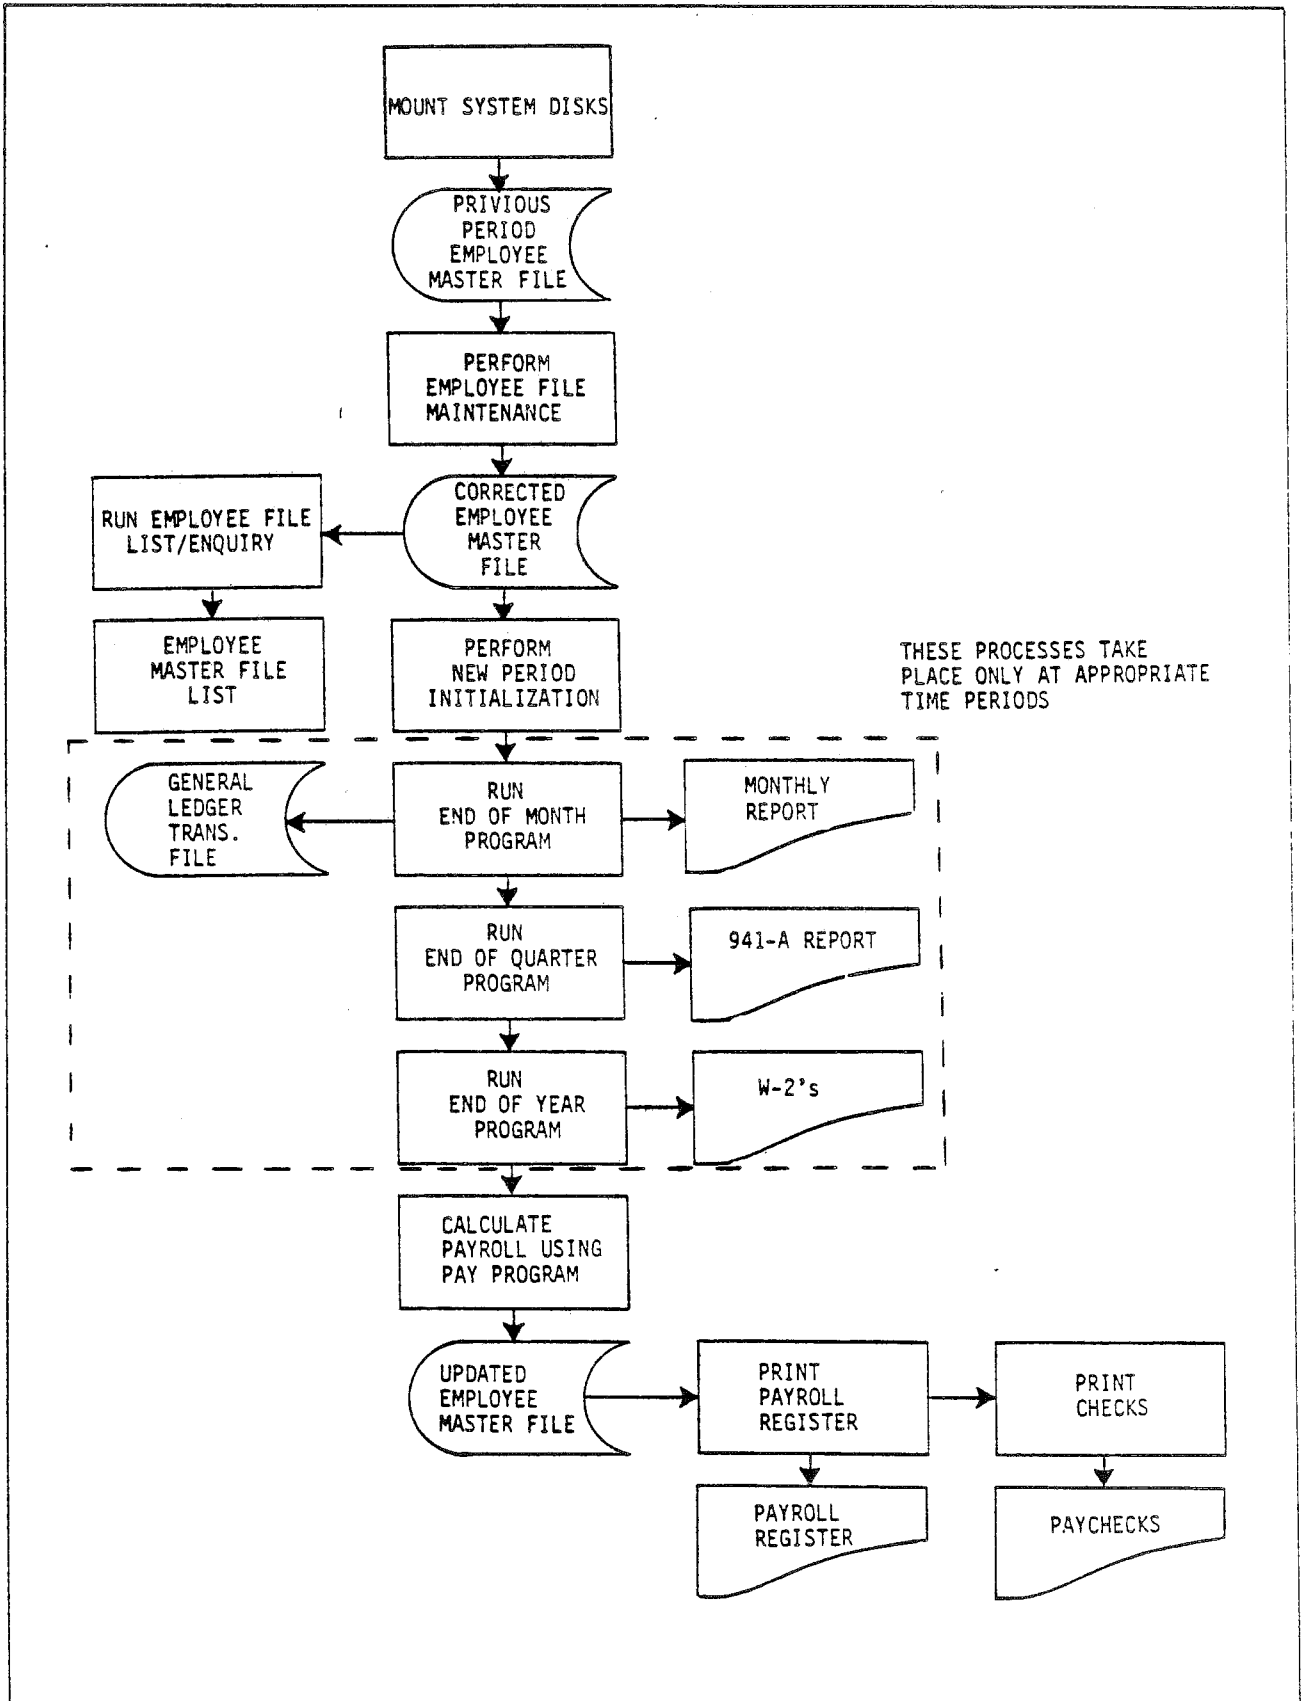 MOUNT SYSTEM DISKS
PRIVIOUS
PERIOD
EMPLOYEE
MASTER FILE
PERFORM
EMPLOYEE FILE
MAINTENANCE
CORRECTED
EMPLOYEE
MASTER
FILE
RUN EMPLOYEE FILE
LIST/ENQUIRY
EMPLOYEE
MASTER FILE
LIST
PERFORM
NEW PERIOD
INITIALIZATION
THESE PROCESSES TAKE
PLACE ONLY AT APPROPRIATE
TIME PERIODS
GENERAL
LEDGER
TRANS.
FILE
RUN
END OF MONTH
PROGRAM
MONTHLY
REPORT
RUN
END OF QUARTER
PROGRAM
941-A REPORT
RUN
END OF YEAR
PROGRAM
W-2's
CALCULATE
PAYROLL USING
PAY PROGRAM
UPDATED
EMPLOYEE
MASTER FILE
PRINT
PAYROLL
REGISTER
PRINT
CHECKS
PAYROLL
REGISTER
PAYCHECKS